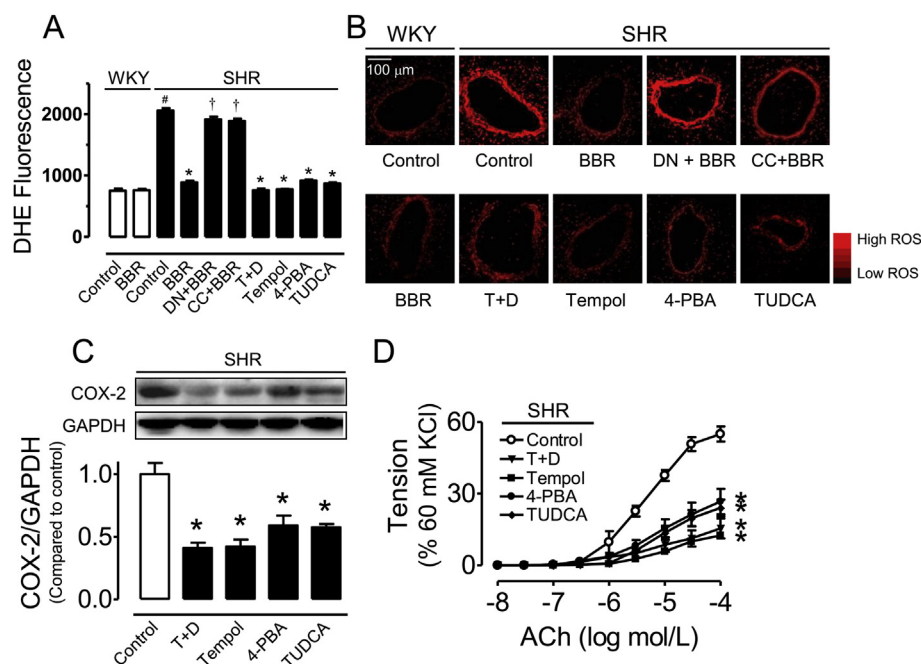 A
WKY
SHR
DHE Fluorescence
2000
1000
0
#
*
†
†
*
*
*
*
Control
BBR
Control
BBR
DN+BBR
CC+BBR
T+D
Tempol
4-PBA
TUDCA
B
WKY
SHR
100 μm
Control
Control
BBR
DN + BBR
CC+BBR
BBR
T+D
Tempol
4-PBA
TUDCA
High ROS
Low ROS
C
SHR
COX-2
GAPDH
COX-2/GAPDH
(Compared to control)
1.0
0.5
0.0
*
*
*
*
Control
T+D
Tempol
4-PBA
TUDCA
D
Tension
(% 60 mM KCl)
60
30
0
SHR
Control
T+D
Tempol
4-PBA
TUDCA
*
*
*
*
-8
-7
-6
-5
-4
ACh (log mol/L)